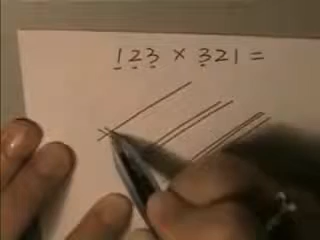 123 × 321 =